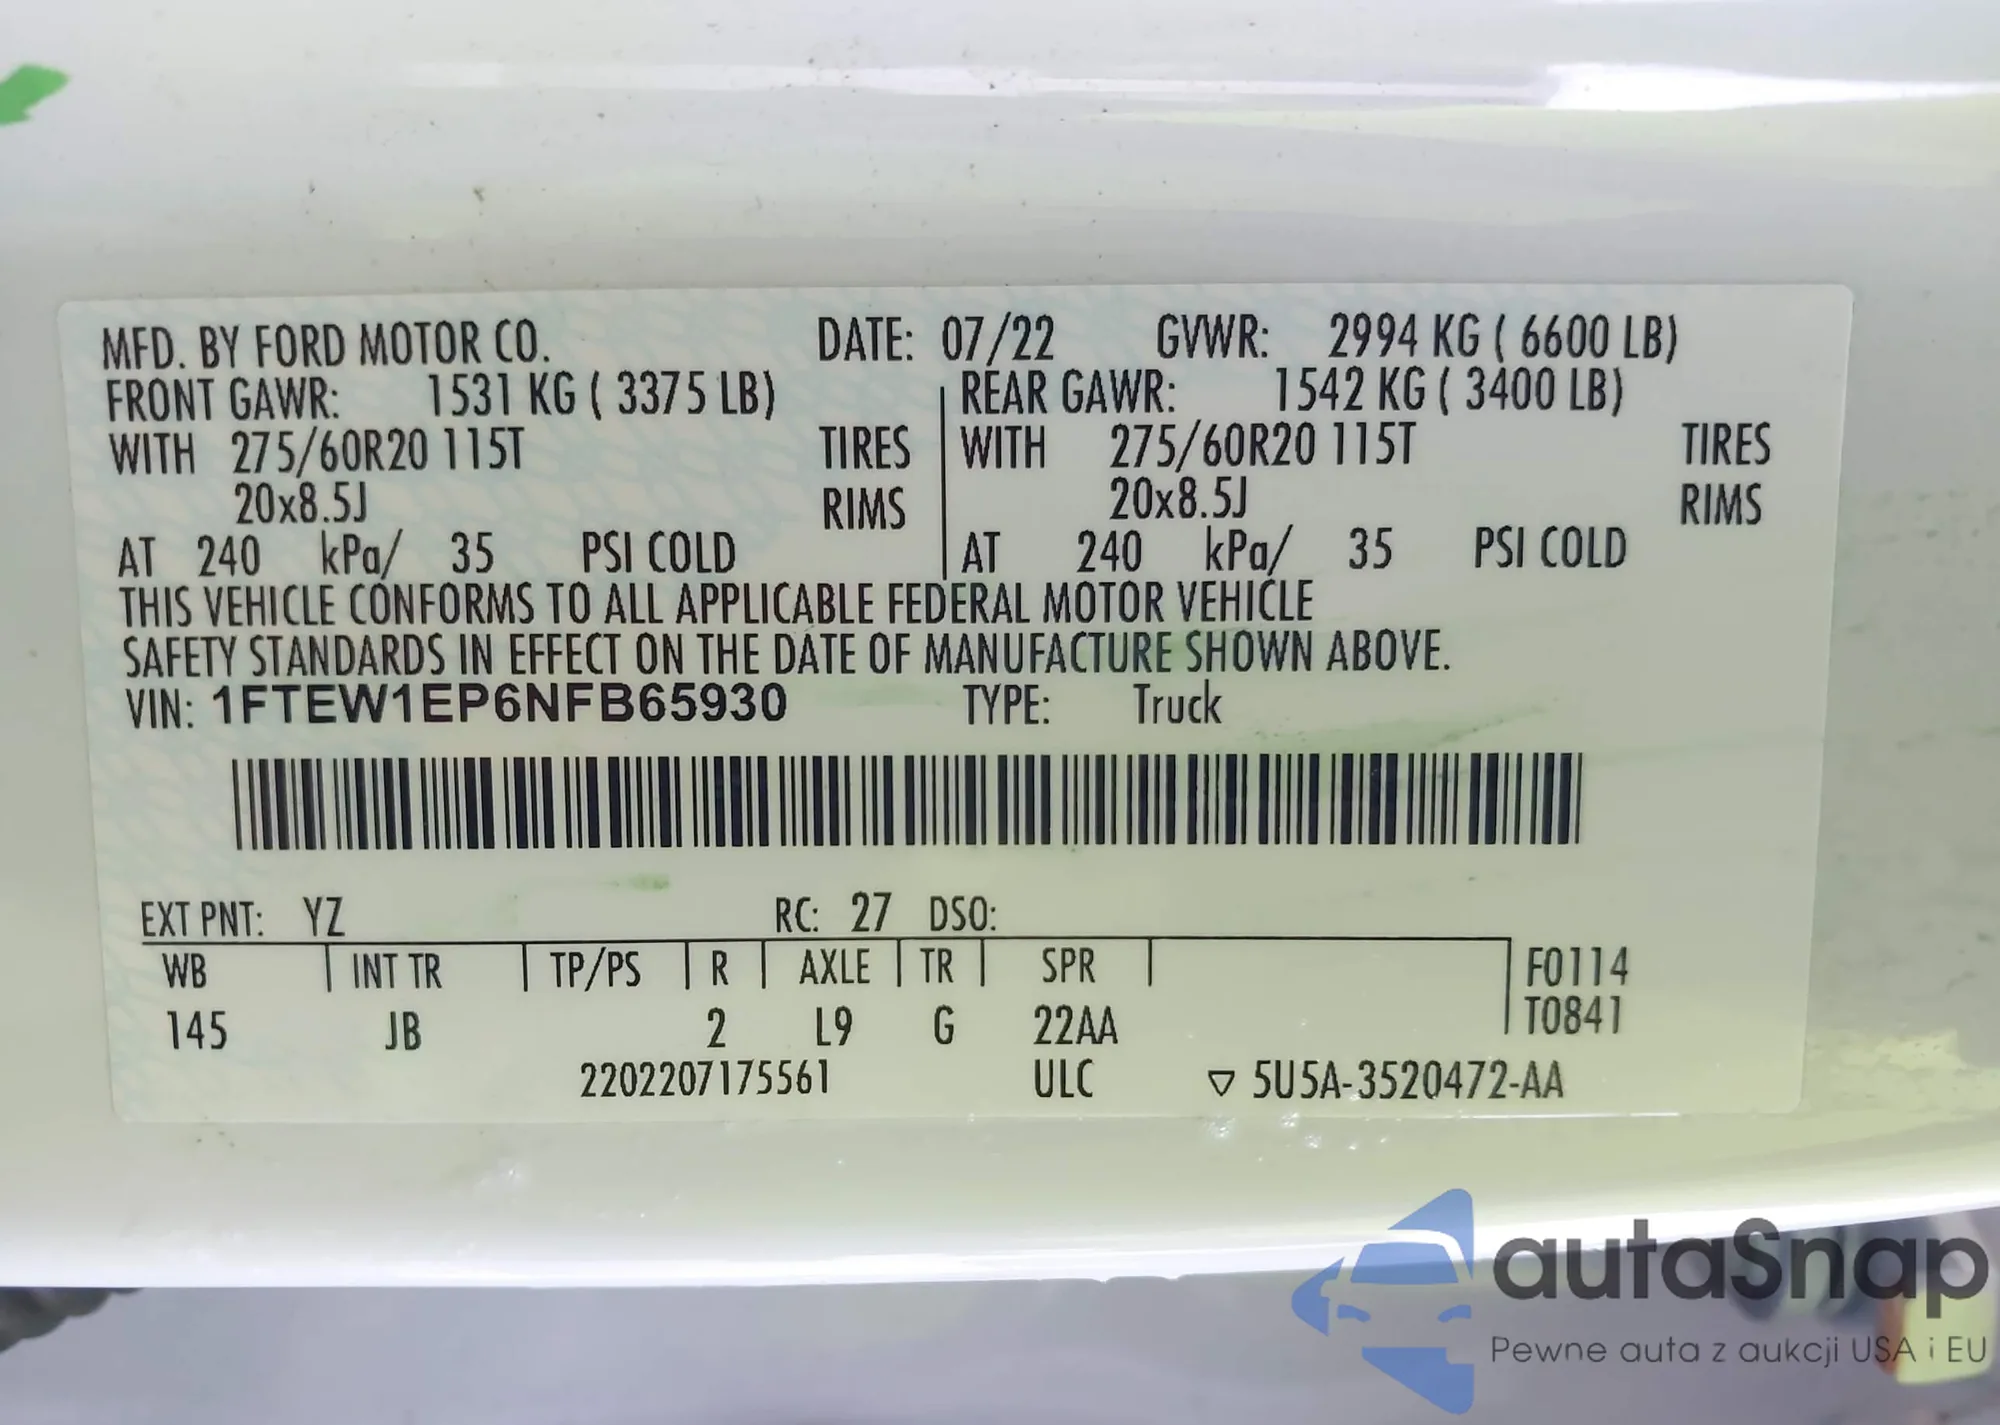 MFD. BY FORD MOTOR CO. DATE: 07/22 GVWR: 2994 KG ( 6600 LB)
FRONT GAWR: 1531 KG ( 3375 LB) REAR GAWR: 1542 KG ( 3400 LB)
WITH 275/60R20 115T TIRES WITH 275/60R20 115T TIRES
20x8.5J RIMS 20x8.5J RIMS
AT 240 kPa/ 35 PSI COLD AT 240 kPa/ 35 PSI COLD
THIS VEHICLE CONFORMS TO ALL APPLICABLE FEDERAL MOTOR VEHICLE
SAFETY STANDARDS IN EFFECT ON THE DATE OF MANUFACTURE SHOWN ABOVE.
VIN: 1FTEW1EP6NFB65930 TYPE: Truck
EXT PNT: YZ RC: 27 DSO:
WB INT TR TP/PS R AXLE TR SPR F0114
145 JB 2 L9 G 22AA T0841
2202207175561 ULC ▽ 5U5A-3520472-AA
autaSnap
Pewne auta z aukcji USA i EU